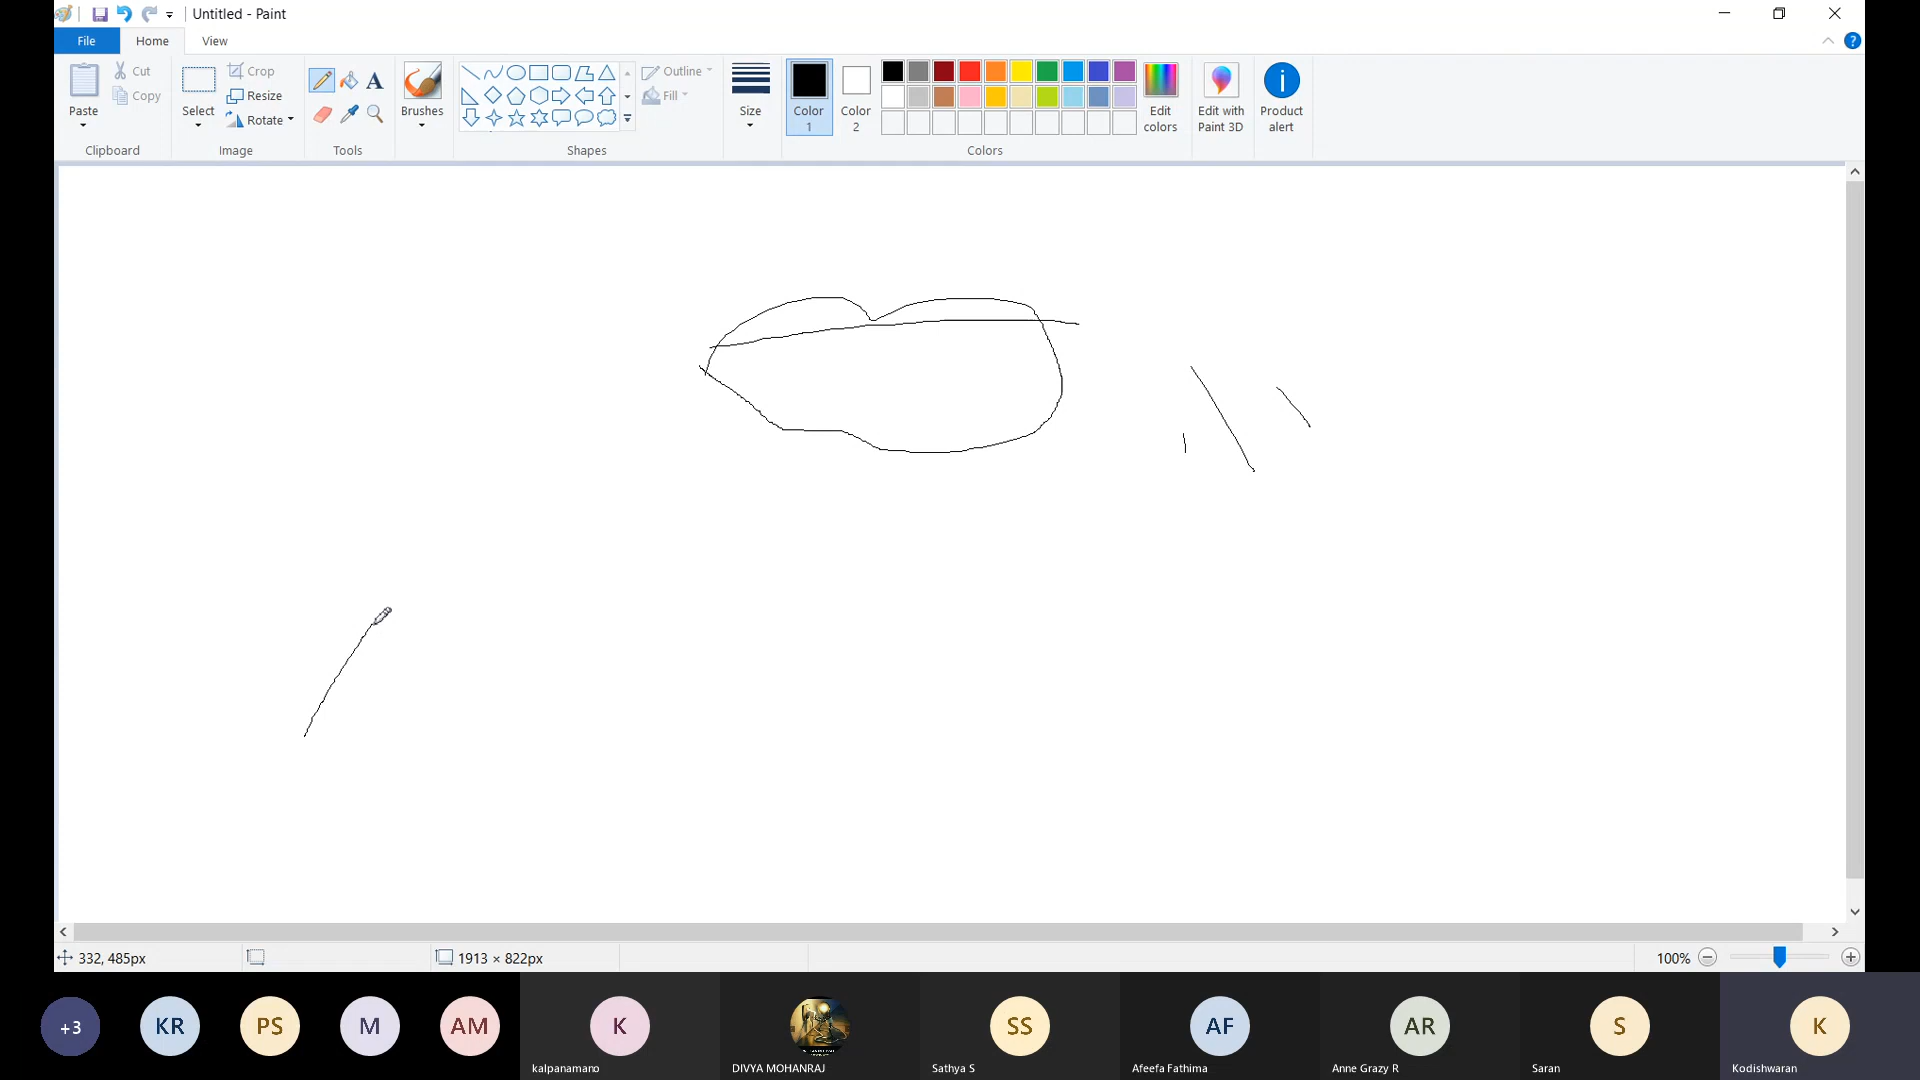 Untitled - Paint
File Home View
Paste
Cut
Copy
Clipboard
Select
Crop
Resize
Rotate
Image
Tools
Brushes
Shapes
Outline
Fill
Size
Color 1
Color 2
Edit colors
Colors
Edit with Paint 3D
Product alert
332, 485px
1913 × 822px
100%
+3 KR PS M AM K SS AF AR S K
kalpanamano DIVYA MOHANRAJ Sathya S Afeefa Fathima Anne Grazy R Saran Kodishwaran